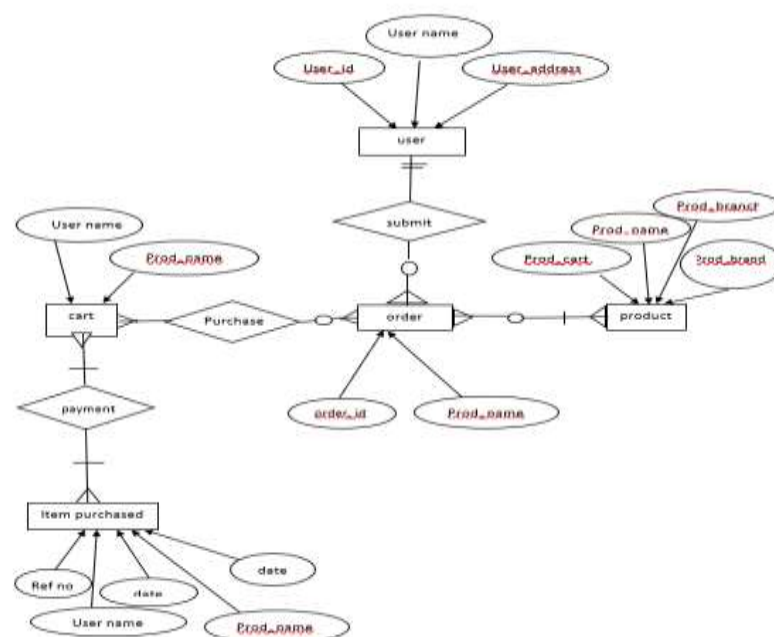 User name
User_id
User_address
user
submit
User name
Prod_name
Prod_branch
Prod_name
Prod_cart
Prod_brand
cart
Purchase
order
product
payment
order_id
Prod_name
Item purchased
Ref no
date
date
User name
Prod_name